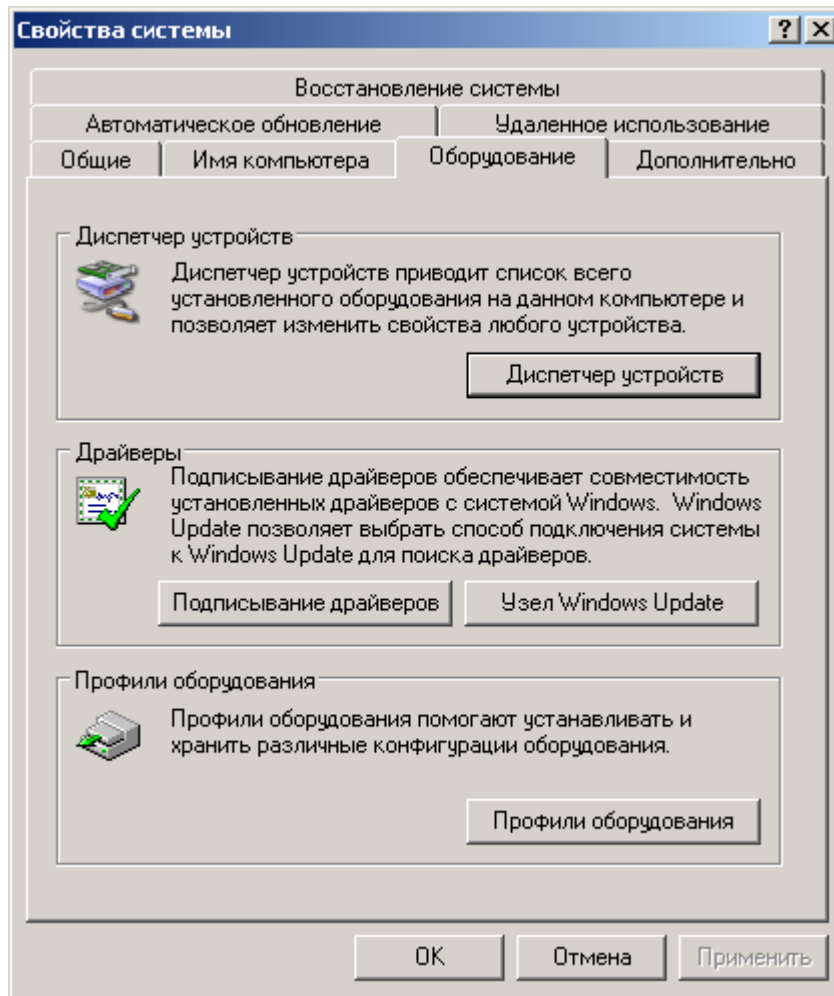 Свойства системы
Восстановление системы
Автоматическое обновление Удаленное использование
Общие Имя компьютера Оборудование Дополнительно
Диспетчер устройств
Диспетчер устройств приводит список всего
установленного оборудования на данном компьютере и
позволяет изменить свойства любого устройства.
Диспетчер устройств
Драйверы
Подписывание драйверов обеспечивает совместимость
установленных драйверов с системой Windows. Windows
Update позволяет выбрать способ подключения системы
к Windows Update для поиска драйверов.
Подписывание драйверов Узел Windows Update
Профили оборудования
Профили оборудования помогают устанавливать и
хранить различные конфигурации оборудования.
Профили оборудования
OK Отмена Применить